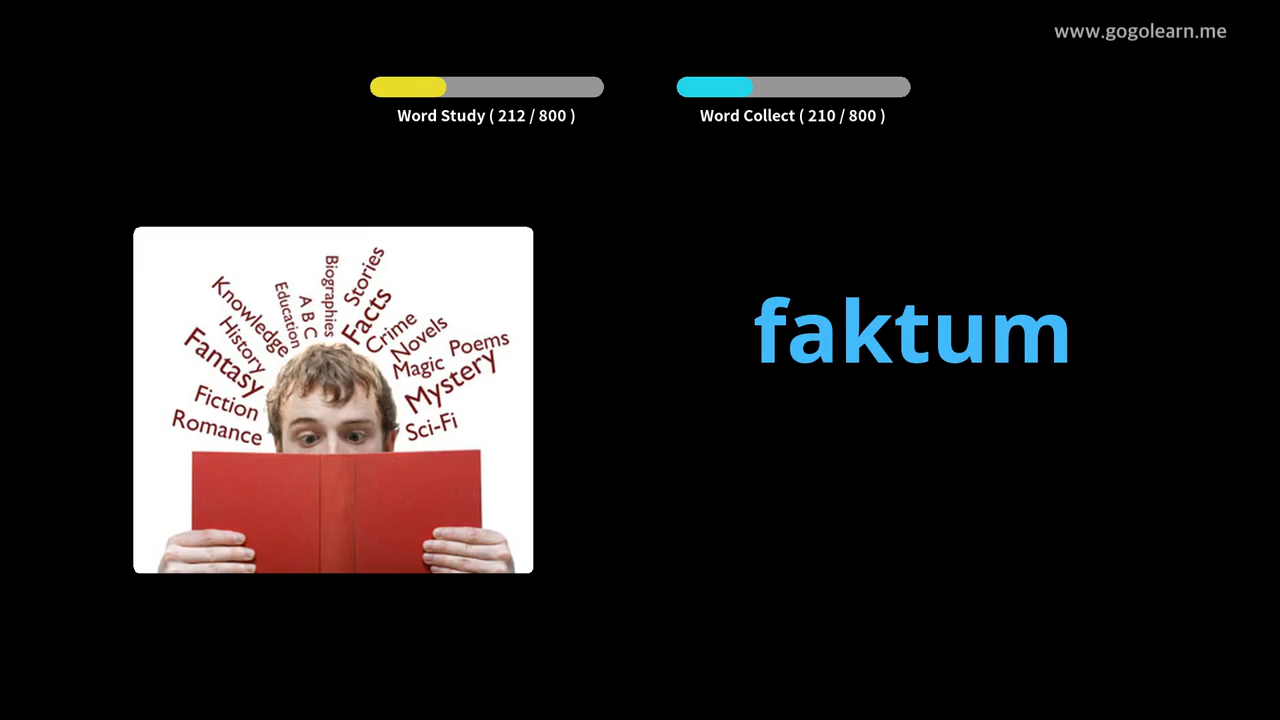 www.gogolearn.me
Word Study ( 212 / 800 )
Word Collect ( 210 / 800 )
Romance
Fiction
Fantasy
History
Knowledge
Education
A B C
Biographies
Stories
Facts
Crime
Novels
Magic
Poems
Mystery
Sci-Fi
faktum